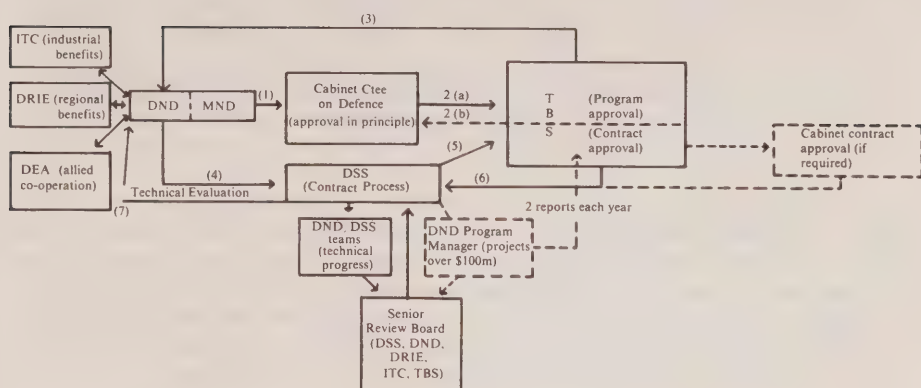 (3)
ITC (industrial
benefits)
DRIE (regional
benefits)
DEA (allied
co-operation)
DND MND
(1)
Cabinet Ctee
on Defence
(approval in principle)
2 (a)
2 (b)
T (Program
B approval)
S (Contract
approval)
Cabinet contract
approval (if
required)
(4)
Technical Evaluation
(7)
DSS
(Contract Process)
(5)
(6)
2 reports each year
DND, DSS
teams
(technical
progress)
DND Program
Manager (projects
over $100m)
Senior
Review Board
(DSS, DND,
DRIE,
ITC, TBS)